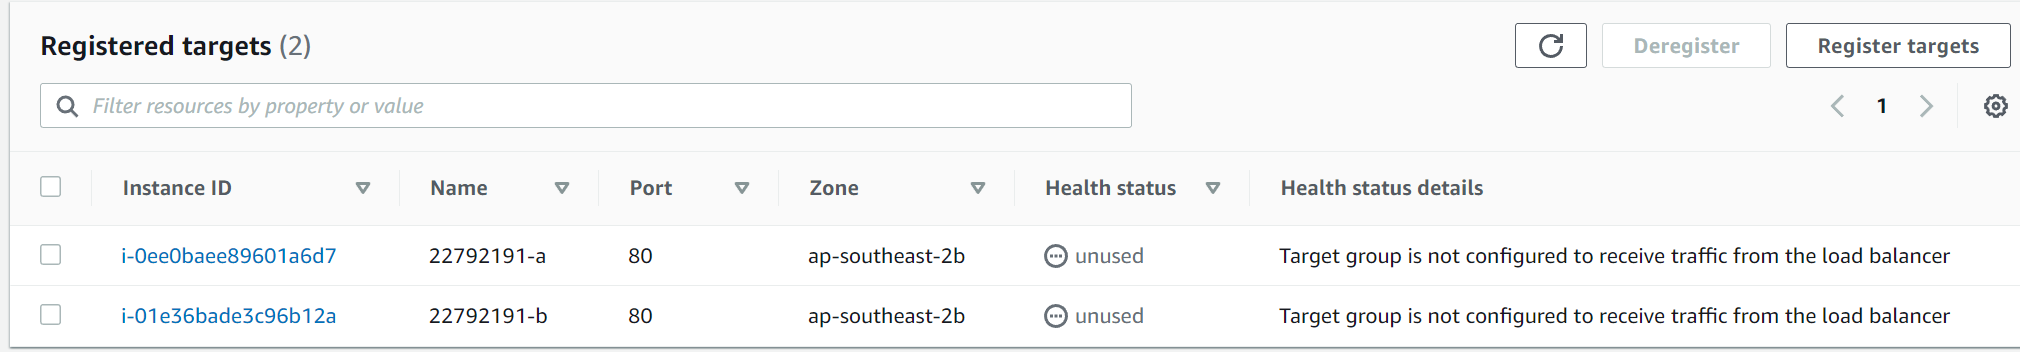 Registered targets (2)
Deregister
Register targets
Filter resources by property or value
1
Instance ID Name Port Zone Health status Health status details
i-0ee0baee89601a6d7 22792191-a 80 ap-southeast-2b unused Target group is not configured to receive traffic from the load balancer
i-01e36bade3c96b12a 22792191-b 80 ap-southeast-2b unused Target group is not configured to receive traffic from the load balancer